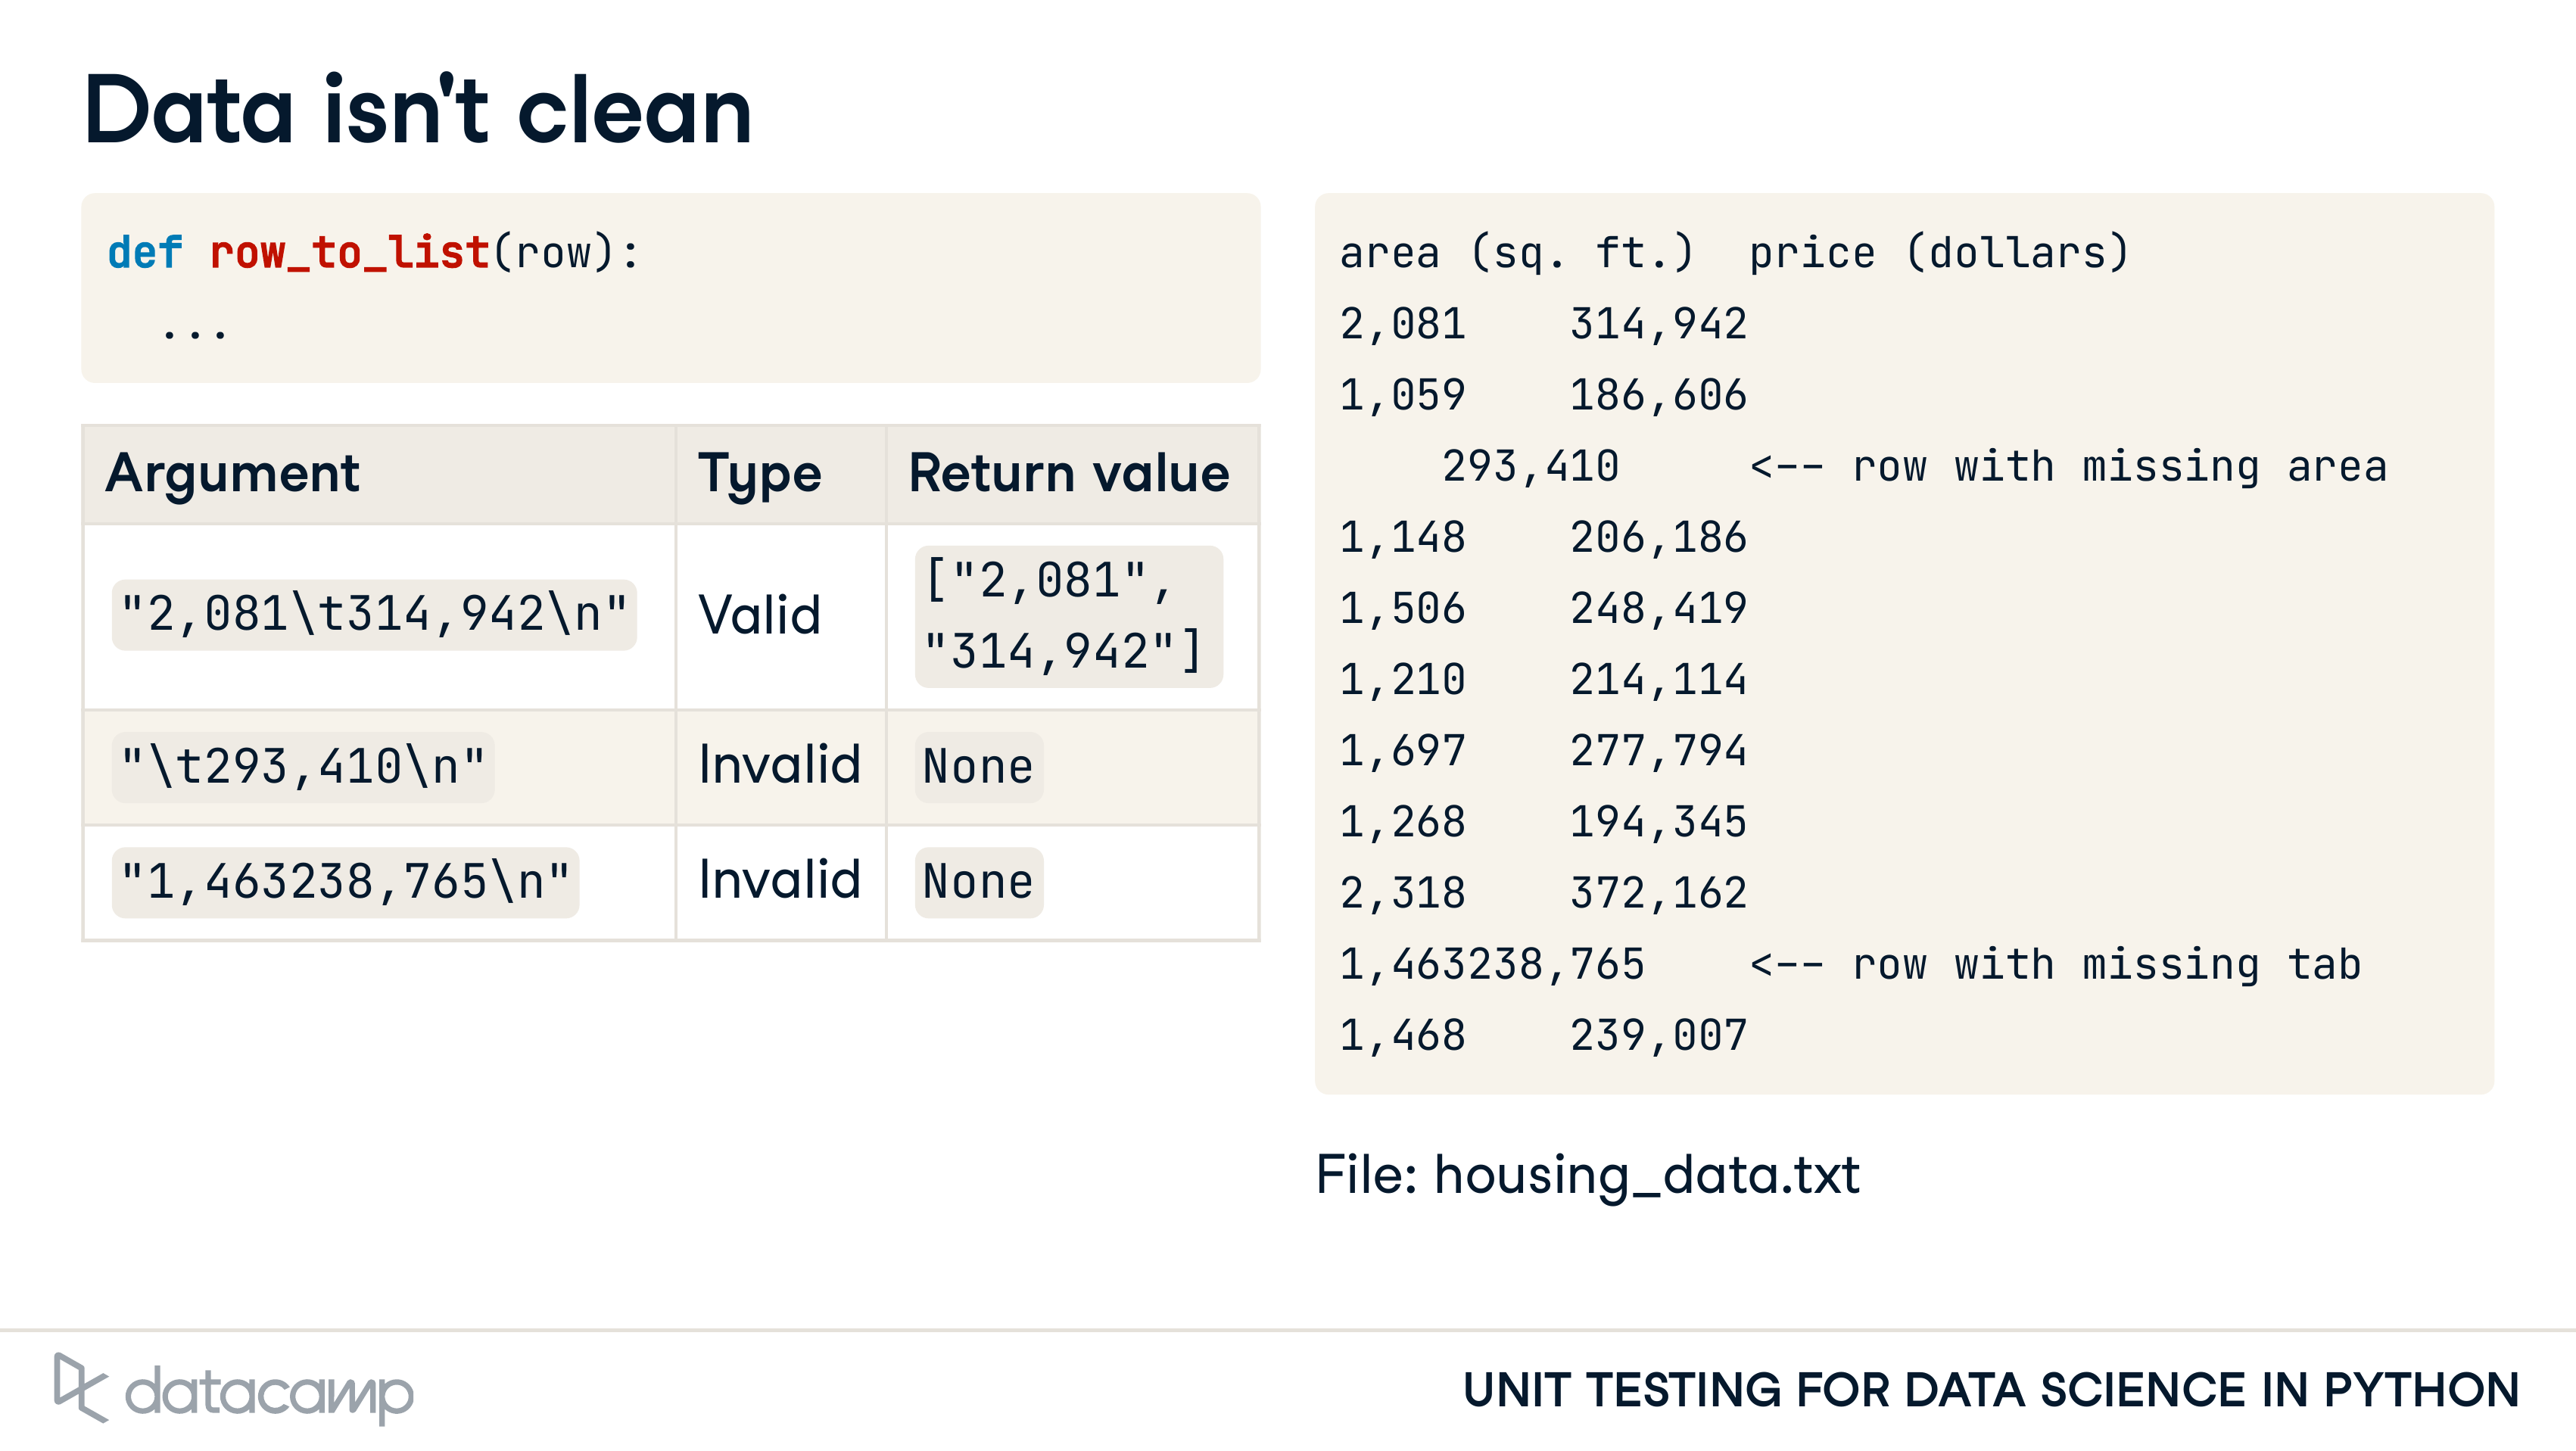 Data isn't clean
def row_to_list(row):
...
Argument Type Return value
"2,081\t314,942\n" Valid ["2,081",
"314,942"]
"\t293,410\n" Invalid None
"1,463238,765\n" Invalid None
area (sq. ft.) price (dollars)
2,081 314,942
1,059 186,606
293,410 <-- row with missing area
1,148 206,186
1,506 248,419
1,210 214,114
1,697 277,794
1,268 194,345
2,318 372,162
1,463238,765 <-- row with missing tab
1,468 239,007
File: housing_data.txt
datacamp
UNIT TESTING FOR DATA SCIENCE IN PYTHON